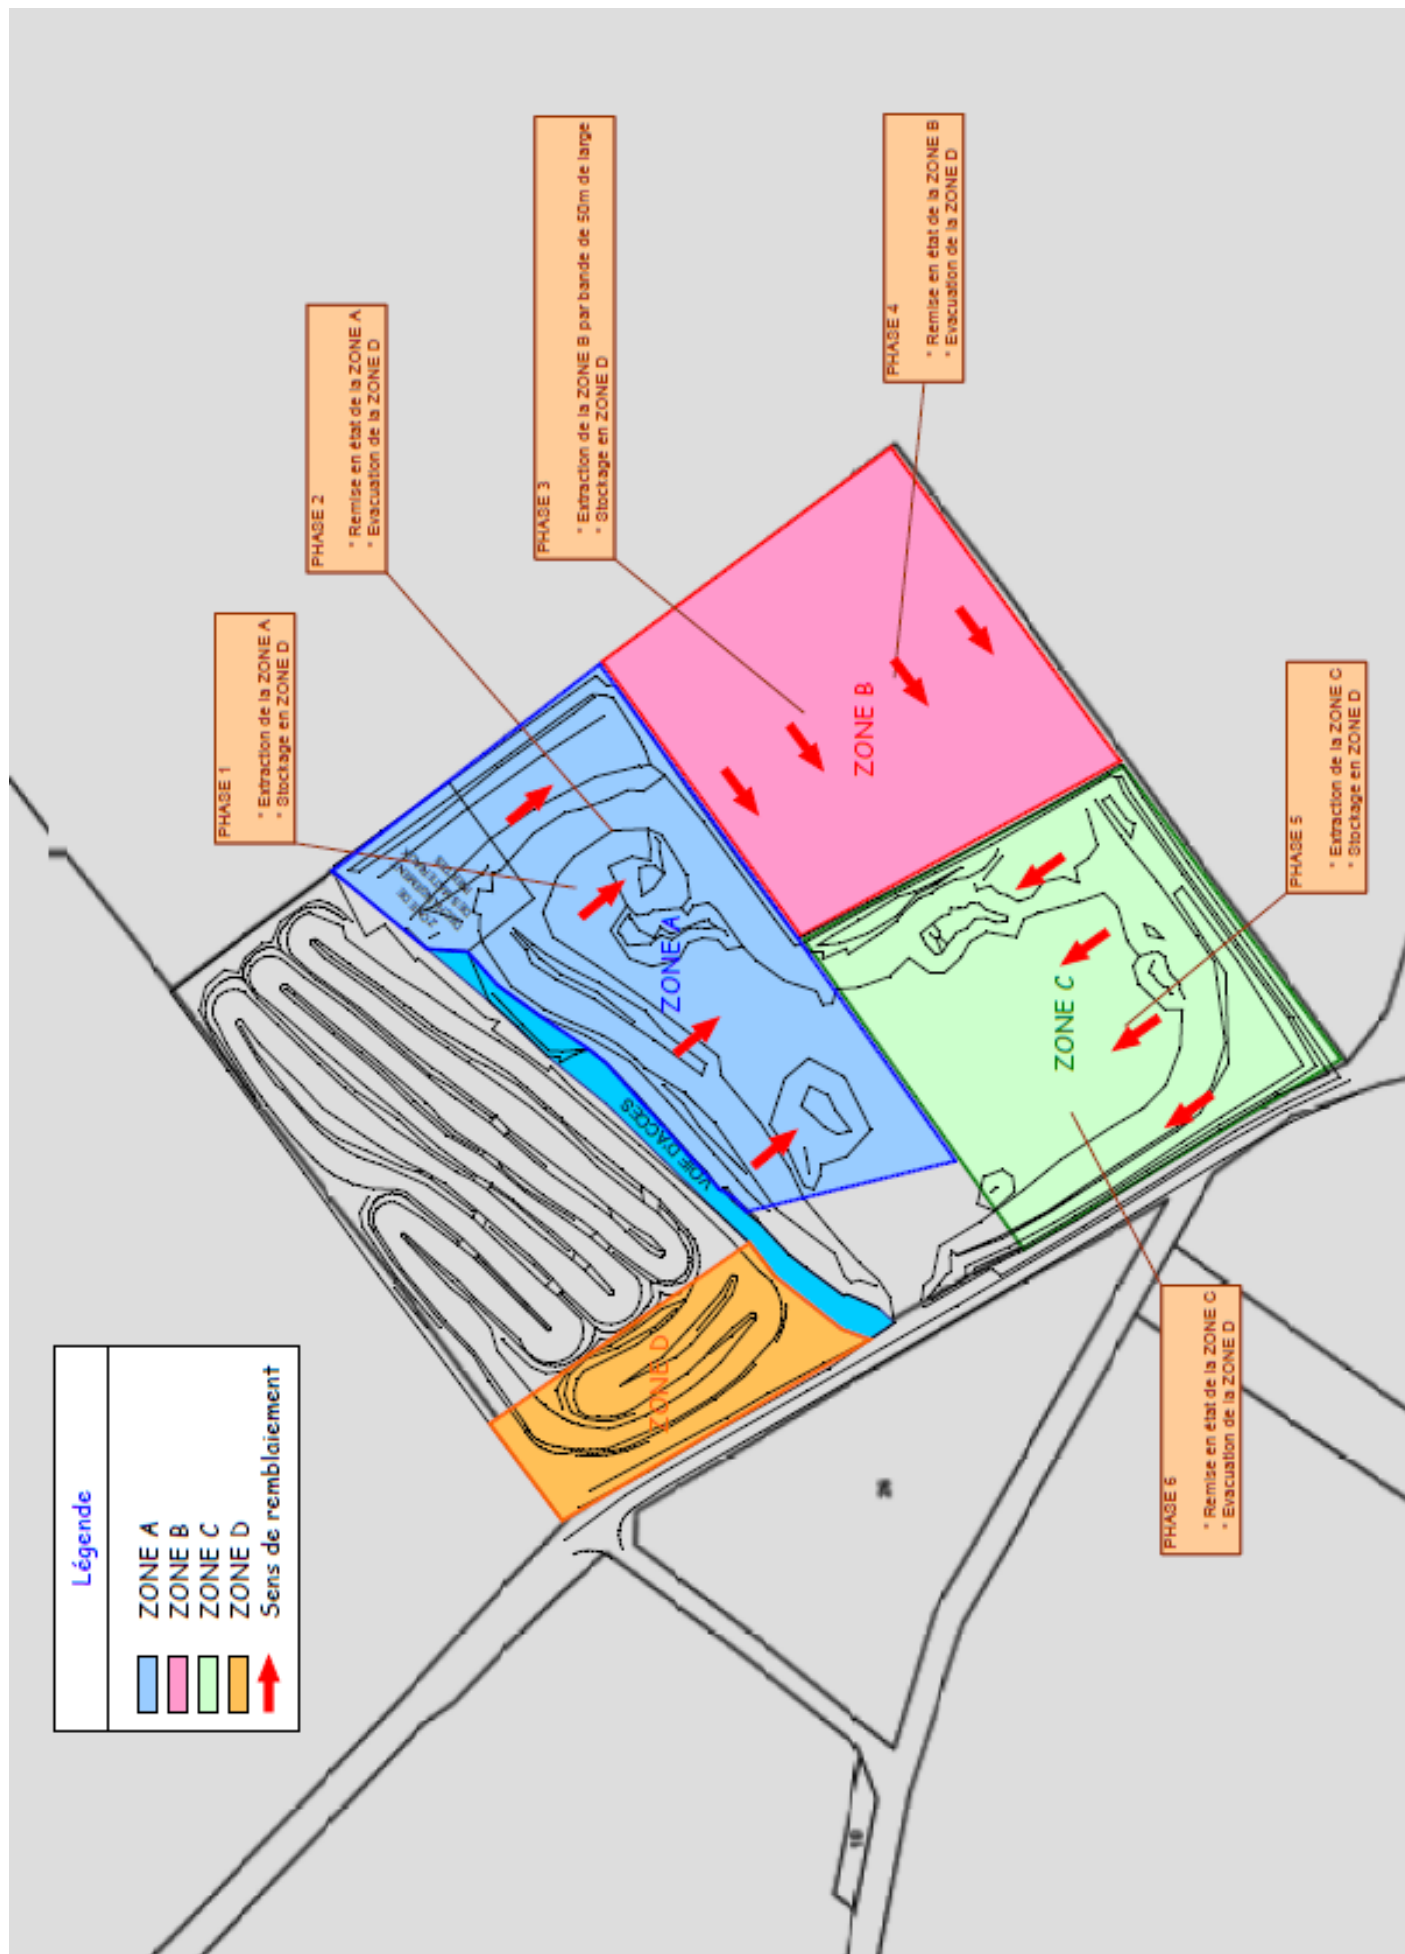 Légende
ZONE A
ZONE B
ZONE C
ZONE D
Sens de remblaiement
PHASE 1
* Extraction de la ZONE A
* Stockage en ZONE D
PHASE 2
* Remise en état de la ZONE A
* Evacuation de la ZONE D
PHASE 3
* Extraction de la ZONE B par bande de 50m de large
* Stockage en ZONE D
PHASE 4
* Remise en état de la ZONE B
* Evacuation de la ZONE D
PHASE 5
* Extraction de la ZONE C
* Stockage en ZONE D
PHASE 6
* Remise en état de la ZONE C
* Evacuation de la ZONE D
ZONE A
ZONE B
ZONE C
ZONE D
VOIE D'ACCES
ZONE DE
10